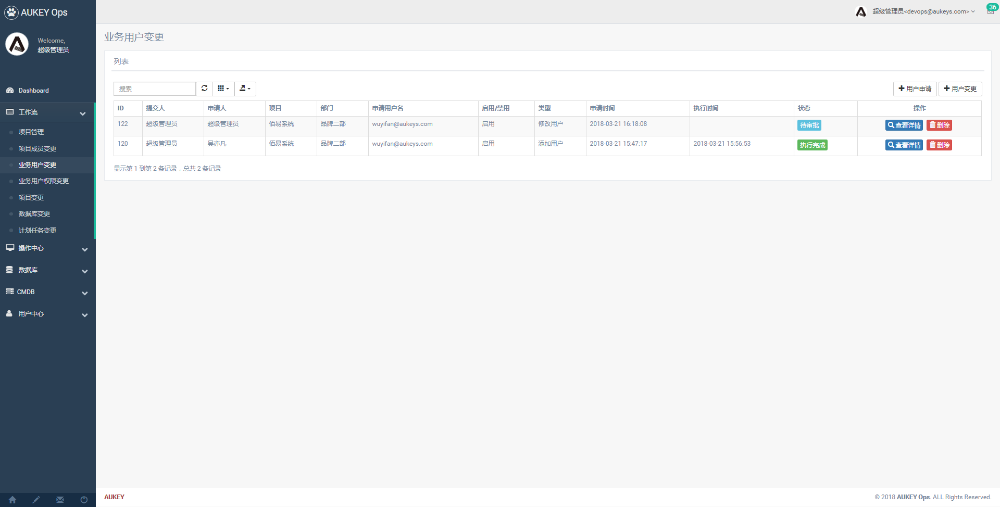 AUKEY Ops
Welcome,
超级管理员
Dashboard
工作流
项目管理
项目成员变更
业务用户变更
业务用户权限变更
项目变更
数据库变更
计划任务变更
操作中心
数据库
CMDB
用户中心
超级管理员<devops@aukeys.com>
36
业务用户变更
列表
搜索
用户申请 用户变更
ID 提交人 申请人 项目 部门 申请用户名 启用/禁用 类型 申请时间 执行时间 状态 操作
122 超级管理员 超级管理员 佰易系统 品牌二部 wuyifan@aukeys.com 启用 修改用户 2018-03-21 16:18:08 待审批 查看详情 删除
120 超级管理员 吴亦凡 佰易系统 品牌二部 wuyifan@aukeys.com 启用 添加用户 2018-03-21 15:47:17 2018-03-21 15:56:53 执行完成 查看详情 删除
显示第 1 到第 2 条记录，总共 2 条记录
AUKEY
© 2018 AUKEY Ops. ALL Rights Reserved.